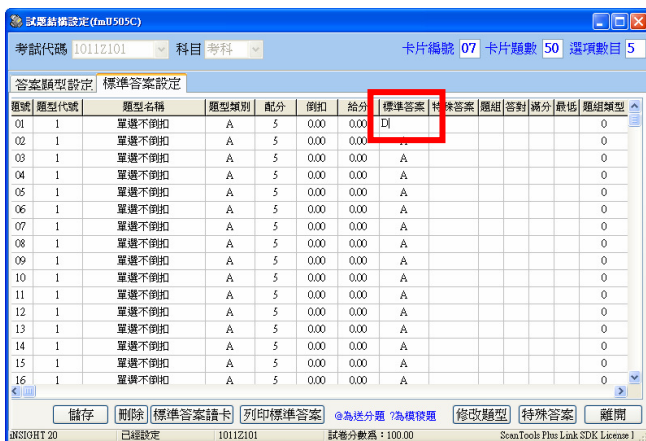 試題結構設定(fmU505C)
考試代碼 10112101 科目 考科 卡片編號 07 卡片題數 50 選項數目 5
答案題型設定 標準答案設定
題號 題型代號 題型名稱 題型類別 配分 倒扣 給分 標準答案 特殊答案 題組 答對 滿分 最低 題組類型
01 1 單選不倒扣 A 5 0.00 0.00 D 0
02 1 單選不倒扣 A 5 0.00 0.00 A 0
03 1 單選不倒扣 A 5 0.00 0.00 A 0
04 1 單選不倒扣 A 5 0.00 0.00 A 0
05 1 單選不倒扣 A 5 0.00 0.00 A 0
06 1 單選不倒扣 A 5 0.00 0.00 A 0
07 1 單選不倒扣 A 5 0.00 0.00 A 0
08 1 單選不倒扣 A 5 0.00 0.00 A 0
09 1 單選不倒扣 A 5 0.00 0.00 A 0
10 1 單選不倒扣 A 5 0.00 0.00 A 0
11 1 單選不倒扣 A 5 0.00 0.00 A 0
12 1 單選不倒扣 A 5 0.00 0.00 A 0
13 1 單選不倒扣 A 5 0.00 0.00 A 0
14 1 單選不倒扣 A 5 0.00 0.00 A 0
15 1 單選不倒扣 A 5 0.00 0.00 A 0
16 1 單選不倒扣 A 5 0.00 0.00 A 0
儲存 刪除 標準答案讀卡 列印標準答案 @為送分題 ?為模稜題 修改題型 特殊答案 離開
iNSIGHT 20 已經設定 10112101 試卷分數為：100.00 ScanTools Plus Link SDK License 1